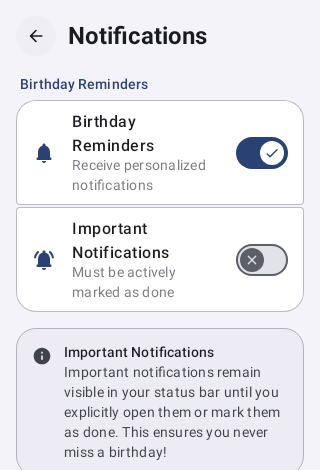 Notifications
Birthday Reminders
Birthday
Reminders
Receive personalized
notifications
Important
Notifications
Must be actively
marked as done
Important Notifications
Important notifications remain
visible in your status bar until you
explicitly open them or mark them
as done. This ensures you never
miss a birthday!